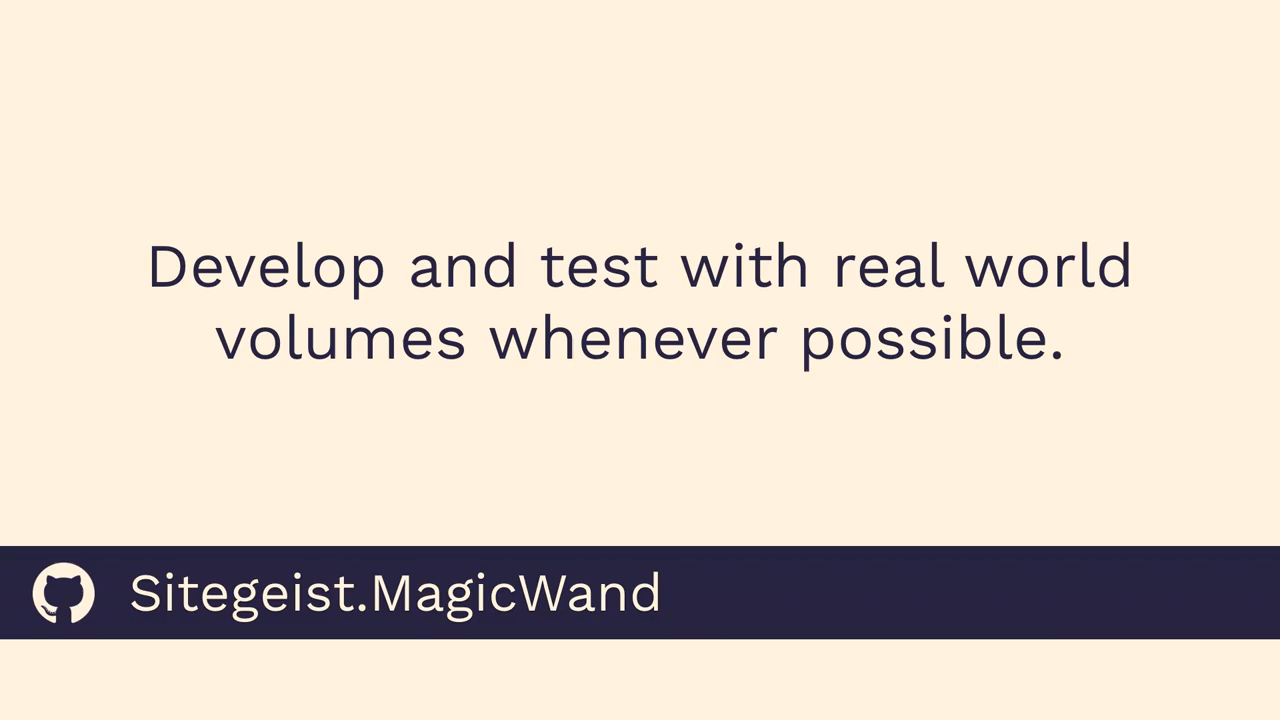 Develop and test with real world
volumes whenever possible.
Sitegeist.MagicWand